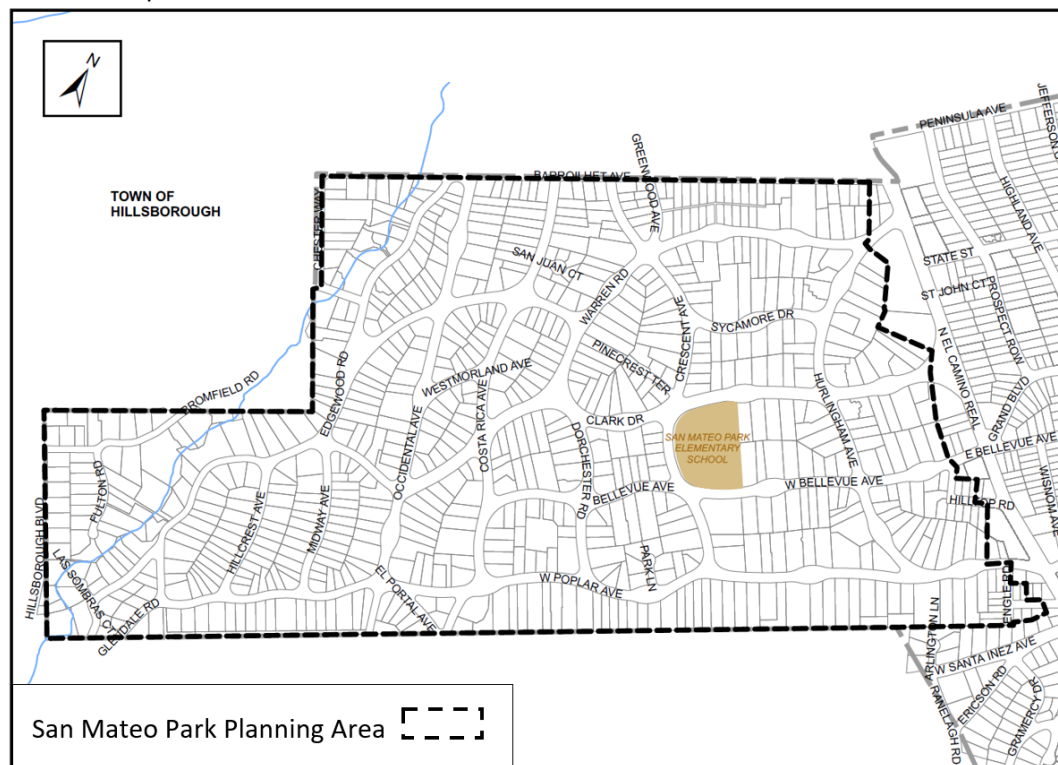 N
PENINSULA AVE
TOWN OF
HILLSBOROUGH
CHESTER WAY
BARROILHET AVE
GREENWOOD AVE
HIGHLAND AVE
SAN JUAN CT
STATE ST
ST JOHN CT
PROSPECT ROW
WARREN RD
CRESCENT AVE
SYCAMORE DR
N EL CAMINO REAL
PINECREST TER
WESTMORLAND AVE
EDGEWOOD RD
BROMFIELD RD
OCCIDENTAL AVE
COSTA RICA AVE
HURLINGHAM AVE
GRAND BLVD
CLARK DR
DORCHESTER RD
SAN MATEO PARK
ELEMENTARY
SCHOOL
E BELLEVUE AVE
WISNOM AVE
BELLEVUE AVE
W BELLEVUE AVE
FULTON RD
HILLCREST AVE
MIDWAY AVE
HILLSBOROUGH BLVD
LAS SOMBRAS CT
GLENDALE RD
EL PORTAL AVE
W POPLAR AVE
PARK LN
ENGLE RD
ARLINGTON LN
W SANTA INEZ AVE
RANELAGH RD
ERICSON RD
GRAMERCY DR
San Mateo Park Planning Area